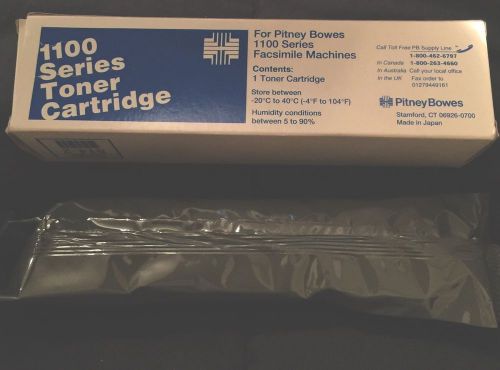 1100
Series
Toner
Cartridge
For Pitney Bowes
1100 Series
Facsimile Machines
Contents:
1 Toner Cartridge
Store between
-20°C to 40°C (-4°F to 104°F)
Humidity conditions
between 5 to 90%
Call Toll Free PB Supply Line
1-800-462-6797
In Canada 1-800-263-4660
In Australia Call your local office
In the UK Fax order to
01279449161
Pitney Bowes
Stamford, CT 06926-0700
Made in Japan